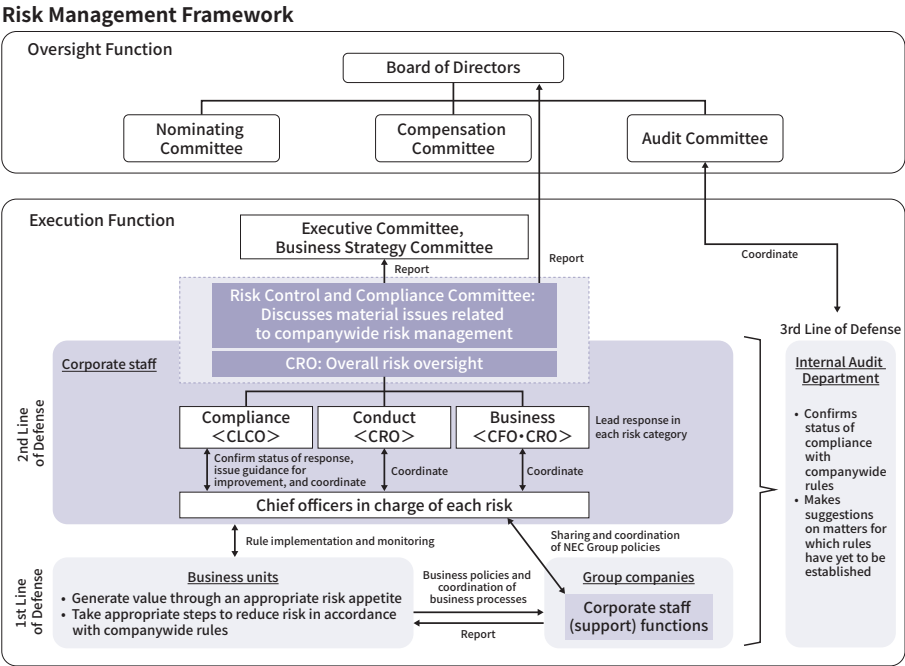 Risk Management Framework
Oversight Function
Board of Directors
Nominating
Committee
Compensation
Committee
Audit Committee
Execution Function
Executive Committee,
Business Strategy Committee
Report
Report
Coordinate
Risk Control and Compliance Committee:
Discusses material issues related
to companywide risk management
CRO: Overall risk oversight
2nd Line
of Defense
Corporate staff
Compliance
<CLCO>
Conduct
<CRO>
Business
<CFO・CRO>
Lead response in
each risk category
Confirm status of response,
issue guidance for
improvement, and coordinate
Coordinate
Coordinate
Chief officers in charge of each risk
Rule implementation and monitoring
Sharing and coordination
of NEC Group policies
1st Line
of Defense
Business units
• Generate value through an appropriate risk appetite
• Take appropriate steps to reduce risk in accordance
with companywide rules
Business policies and
coordination of
business processes
Report
Group companies
Corporate staff
(support) functions
3rd Line of Defense
Internal Audit
Department
• Confirms
status of
compliance
with
companywide
rules
• Makes
suggestions
on matters for
which rules
have yet to be
established